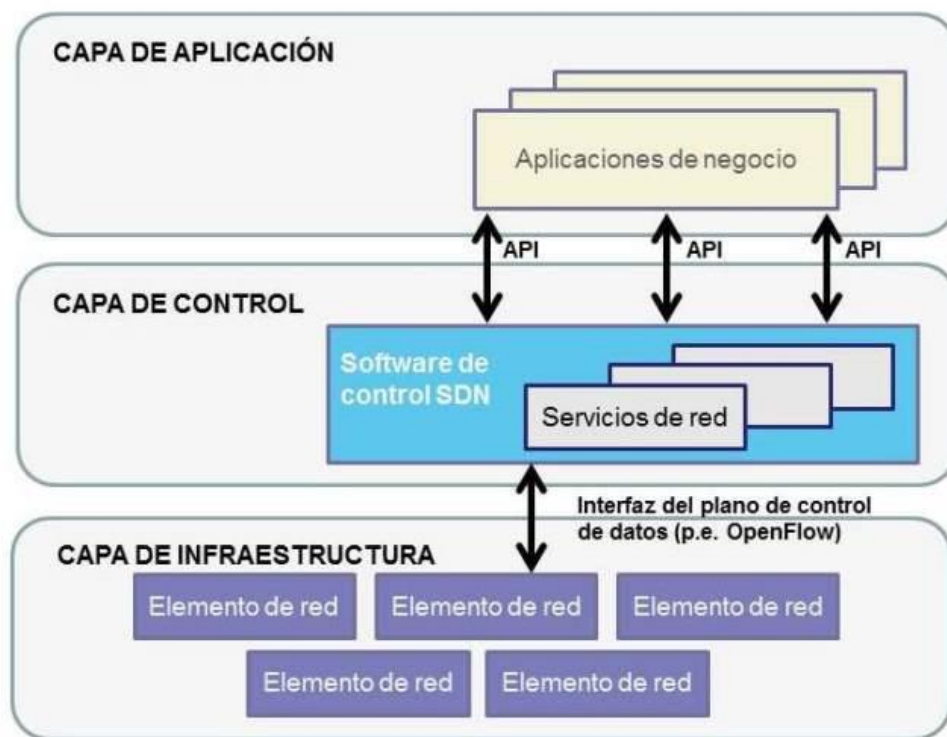 CAPA DE APLICACIÓN
Aplicaciones de negocio
API API API
CAPA DE CONTROL
Software de
control SDN
Servicios de red
Interfaz del plano de control
de datos (p.e. OpenFlow)
CAPA DE INFRAESTRUCTURA
Elemento de red Elemento de red Elemento de red
Elemento de red Elemento de red